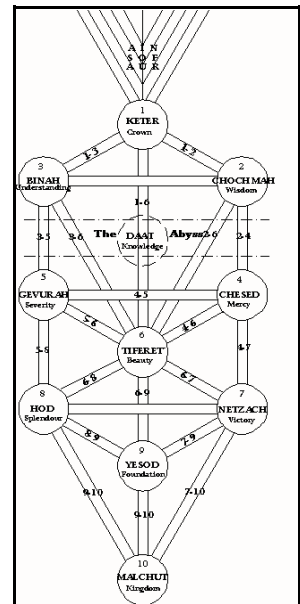 A I N
S O F
A U R
1
KETER
Crown
1-3
1-2
3
BINAH
Understanding
2
CHOCHMAH
Wisdom
1-6
3-5
3-6
The
DAAT
Knowledge
Abyss
2-6
2-4
5
GEVURAH
Severity
4-5
4
CHESED
Mercy
5-6
4-6
6
TIFERET
Beauty
5-8
4-7
6-8
6-9
6-7
8
HOD
Splendour
7
NETZACH
Victory
8-9
7-9
9
YESOD
Foundation
9-10
9-10
7-10
10
MALCHUT
Kingdom